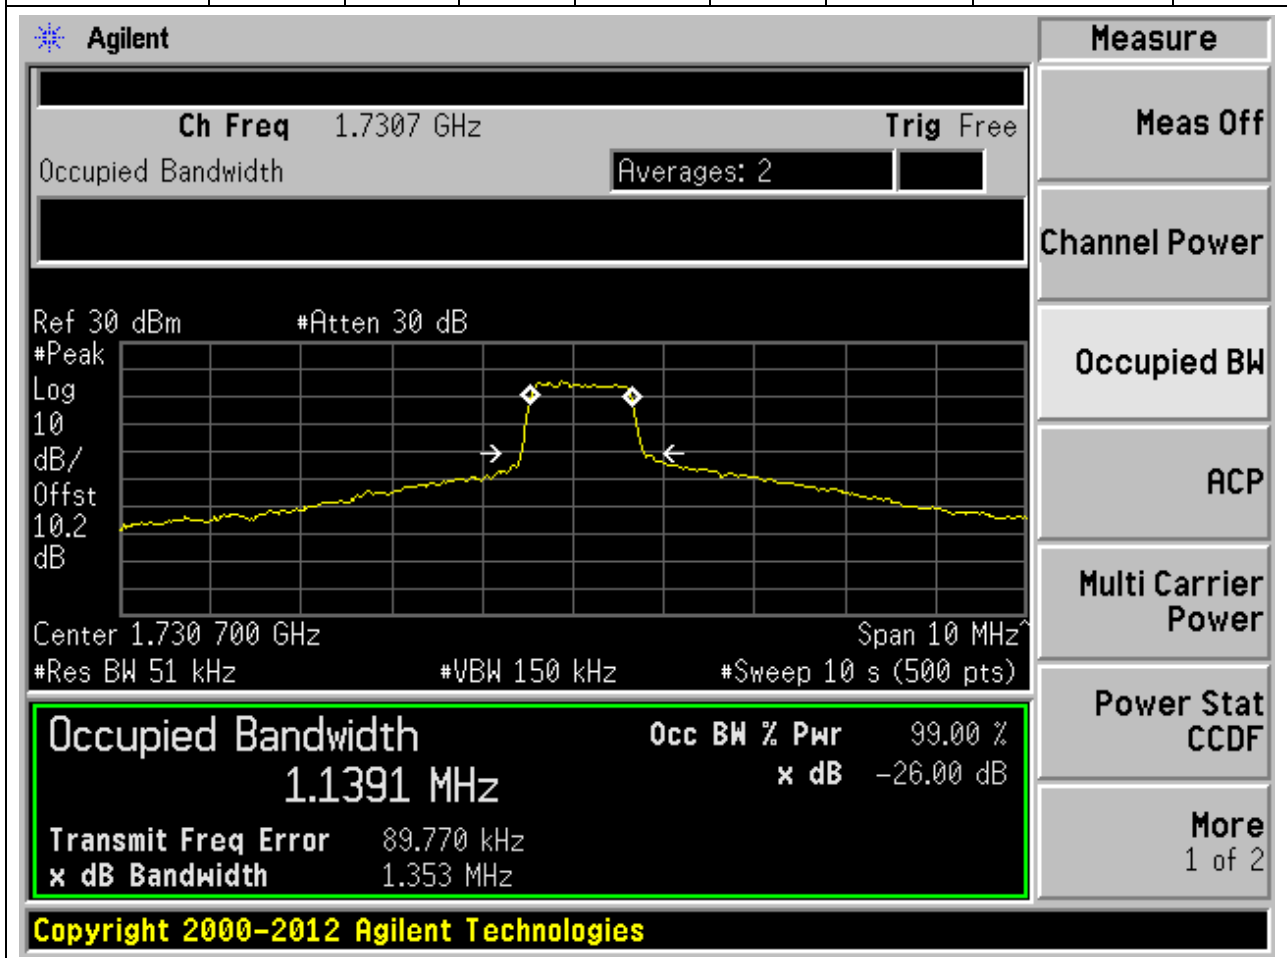 Agilent
Measure
Ch Freq 1.7307 GHz Trig Free
Occupied Bandwidth Averages: 2
Ref 30 dBm #Atten 30 dB
#Peak
Log
10
dB/
Offst
10.2
dB
Center 1.730 700 GHz Span 10 MHz^
#Res BW 51 kHz #VBW 150 kHz #Sweep 10 s (500 pts)
Occupied Bandwidth Occ BW % Pwr 99.00 %
1.1391 MHz x dB -26.00 dB
Transmit Freq Error 89.770 kHz
x dB Bandwidth 1.353 MHz
Copyright 2000-2012 Agilent Technologies
Meas Off
Channel Power
Occupied BW
ACP
Multi Carrier
Power
Power Stat
CCDF
More
1 of 2